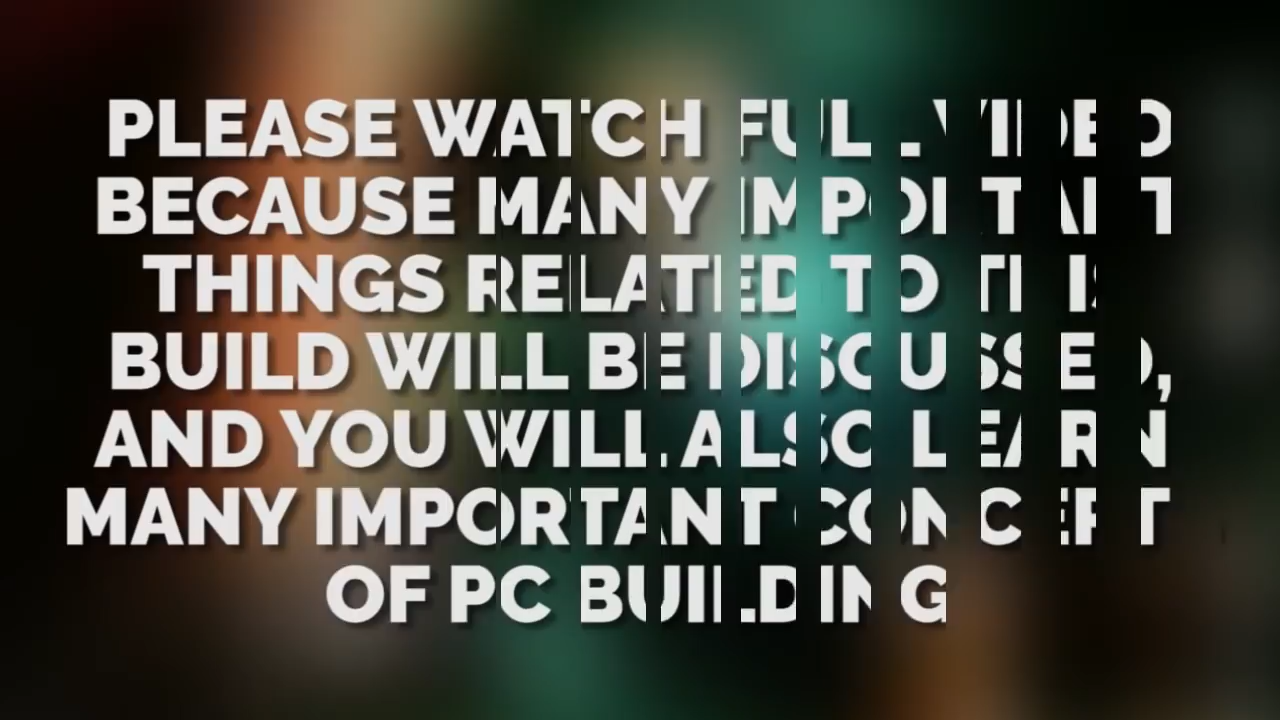 PLEASE WATCH FULL VIDEO
BECAUSE MANY IMPORTANT
THINGS RELATED TO THIS
BUILD WILL BE DISCUSSED,
AND YOU WILL ALSO LEARN
MANY IMPORTANT CONCEPT
OF PC BUILDING